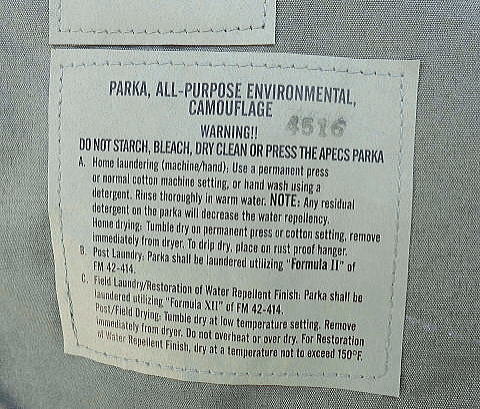 PARKA, ALL-PURPOSE ENVIRONMENTAL,
CAMOUFLAGE
4516
WARNING!!
DO NOT STARCH, BLEACH, DRY CLEAN OR PRESS THE APECS PARKA
A. Home laundering (machine/hand). Use a permanent press
or normal cotton machine setting, or hand wash using a
detergent. Rinse thoroughly in warm water. NOTE: Any residual
detergent on the parka will decrease the water repollency.
Home drying: Tumble dry on permanent press or cotton setting, remove
immediately from dryer. To drip dry, place on rust proof hanger.
B. Post Laundry: Parka shall be laundered utilizing "Formula II" of
FM 42-414.
C. Field Laundry/Restoration of Water Repellent Finish: Parka shall be
laundered utilizing "Formula XII" of FM 42-414.
Post/Field Drying: Tumble dry at low temperature setting. Remove
immediately from dryer. Do not overheat or over dry. For Restoration
of Water Repellent Finish, dry at a temperature not to exceed 150°F.